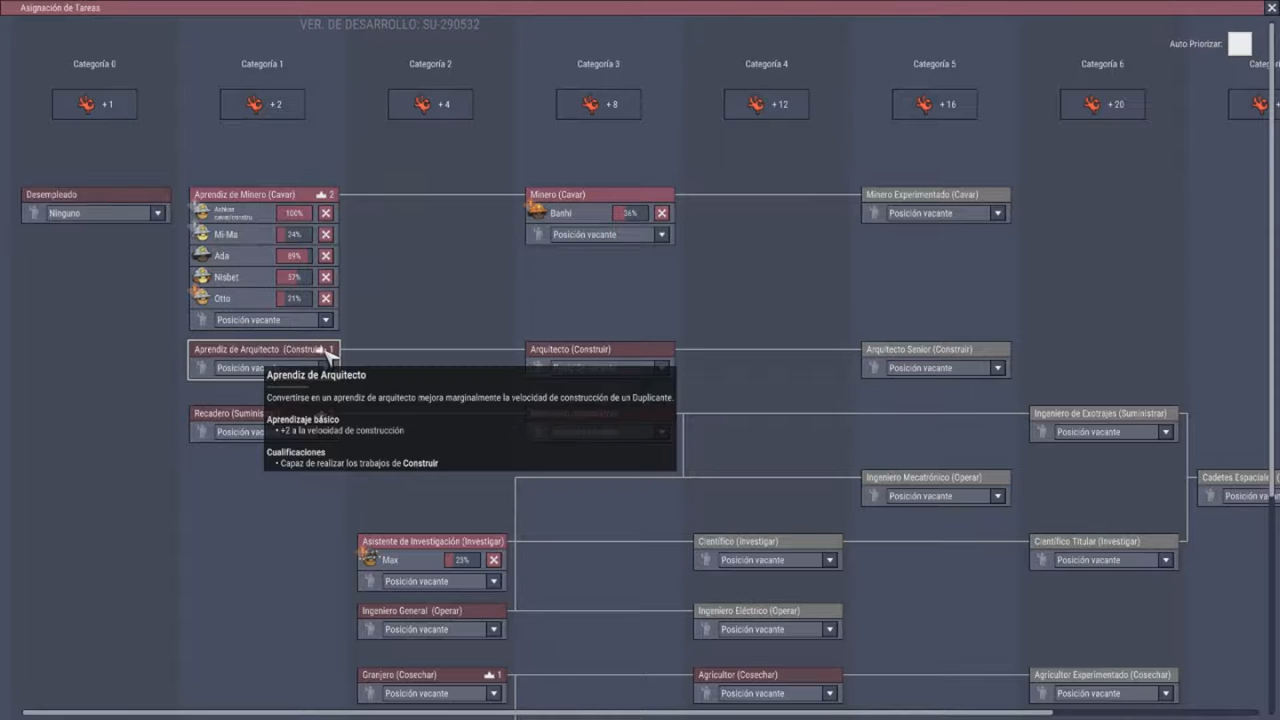 Asignación de Tareas
VER. DE DESARROLLO: SU-290532
Auto Priorizar:
Categoría 0
Categoría 1
Categoría 2
Categoría 3
Categoría 4
Categoría 5
Categoría 6
+ 1
+ 2
+ 4
+ 8
+ 12
+ 16
+ 20
Desempleado
Ninguno
Aprendiz de Minero (Cavar) 2
100%
Mi-Ma 24%
Ada 89%
Nisbet 57%
Otto 21%
Posición vacante
Minero (Cavar)
Banhi 36%
Posición vacante
Minero Experimentado (Cavar)
Posición vacante
Aprendiz de Arquitecto (Construir 1
Arquitecto (Construir)
Arquitecto Senior (Construir)
Posición vacante
Aprendiz de Arquitecto
Convertirse en un aprendiz de arquitecto mejora marginalmente la velocidad de construcción de un Duplicante.
Aprendizaje básico
• +2 a la velocidad de construcción
Cualificaciones
• Capaz de realizar los trabajos de Construir
Recadero
Ingeniero de Exotrajes (Suministrar)
Posición vacante
Ingeniero Mecatrónico (Operar)
Posición vacante
Cadetes Espaciales
Asistente de Investigación (Investigar)
Max 23%
Posición vacante
Científico (Investigar)
Posición vacante
Científico Titular (Investigar)
Posición vacante
Ingeniero General (Operar)
Posición vacante
Ingeniero Eléctrico (Operar)
Posición vacante
Granjero (Cosechar) 1
Posición vacante
Agricultor (Cosechar)
Posición vacante
Agricultor Experimentado (Cosechar)
Posición vacante